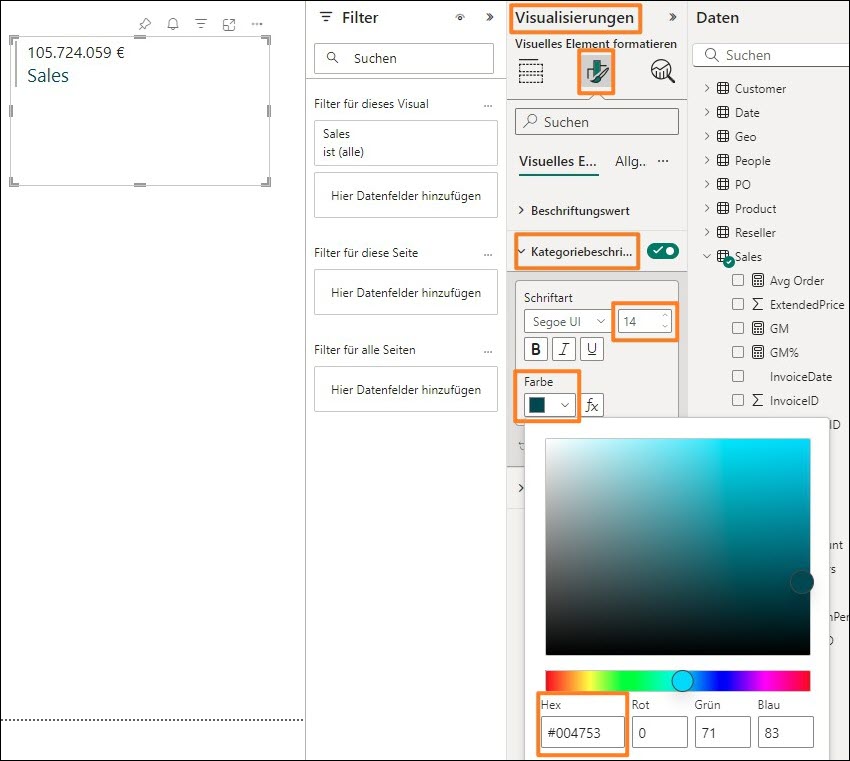 105.724.059 €
Sales
Filter
Suchen
Filter für dieses Visual
...
Sales
ist (alle)
Hier Datenfelder hinzufügen
Filter für diese Seite
...
Hier Datenfelder hinzufügen
Filter für alle Seiten
...
Hier Datenfelder hinzufügen
Visualisierungen
Visuelles Element formatieren
Suchen
Visuelles E...
Allg..
...
Beschriftungswert
Kategoriebeschri...
Schriftart
Segoe UI
14
B I U
Farbe
fx
Hex
Rot
Grün
Blau
#004753
0
71
83
Daten
Suchen
Customer
Date
Geo
People
PO
Product
Reseller
Sales
Avg Order
ExtendedPrice
GM
GM%
InvoiceDate
InvoiceID